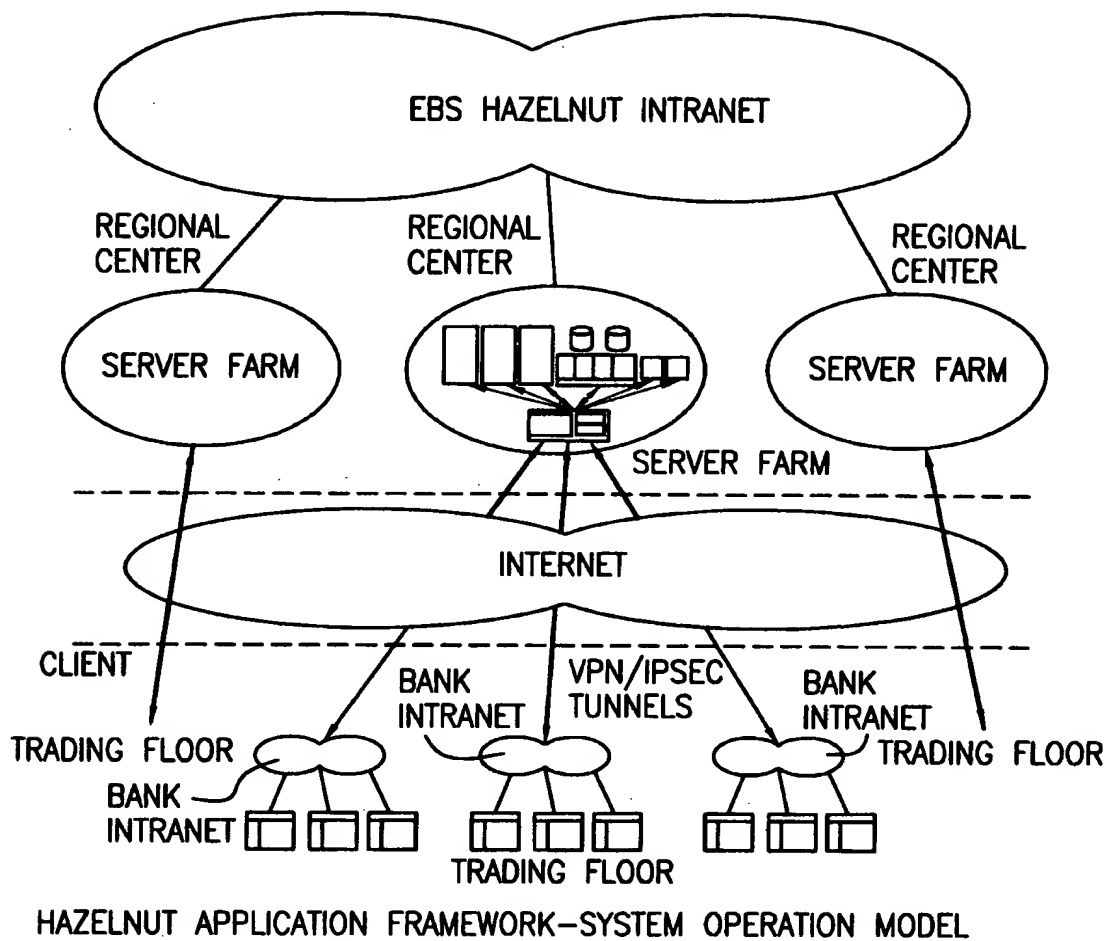 EBS HAZELNUT INTRANET
REGIONAL
CENTER
REGIONAL
CENTER
REGIONAL
CENTER
SERVER FARM
SERVER FARM
SERVER FARM
INTERNET
CLIENT
BANK
INTRANET
VPN/IPSEC
TUNNELS
BANK
INTRANET
TRADING FLOOR
TRADING FLOOR
BANK
INTRANET
TRADING FLOOR
HAZELNUT APPLICATION FRAMEWORK-SYSTEM OPERATION MODEL